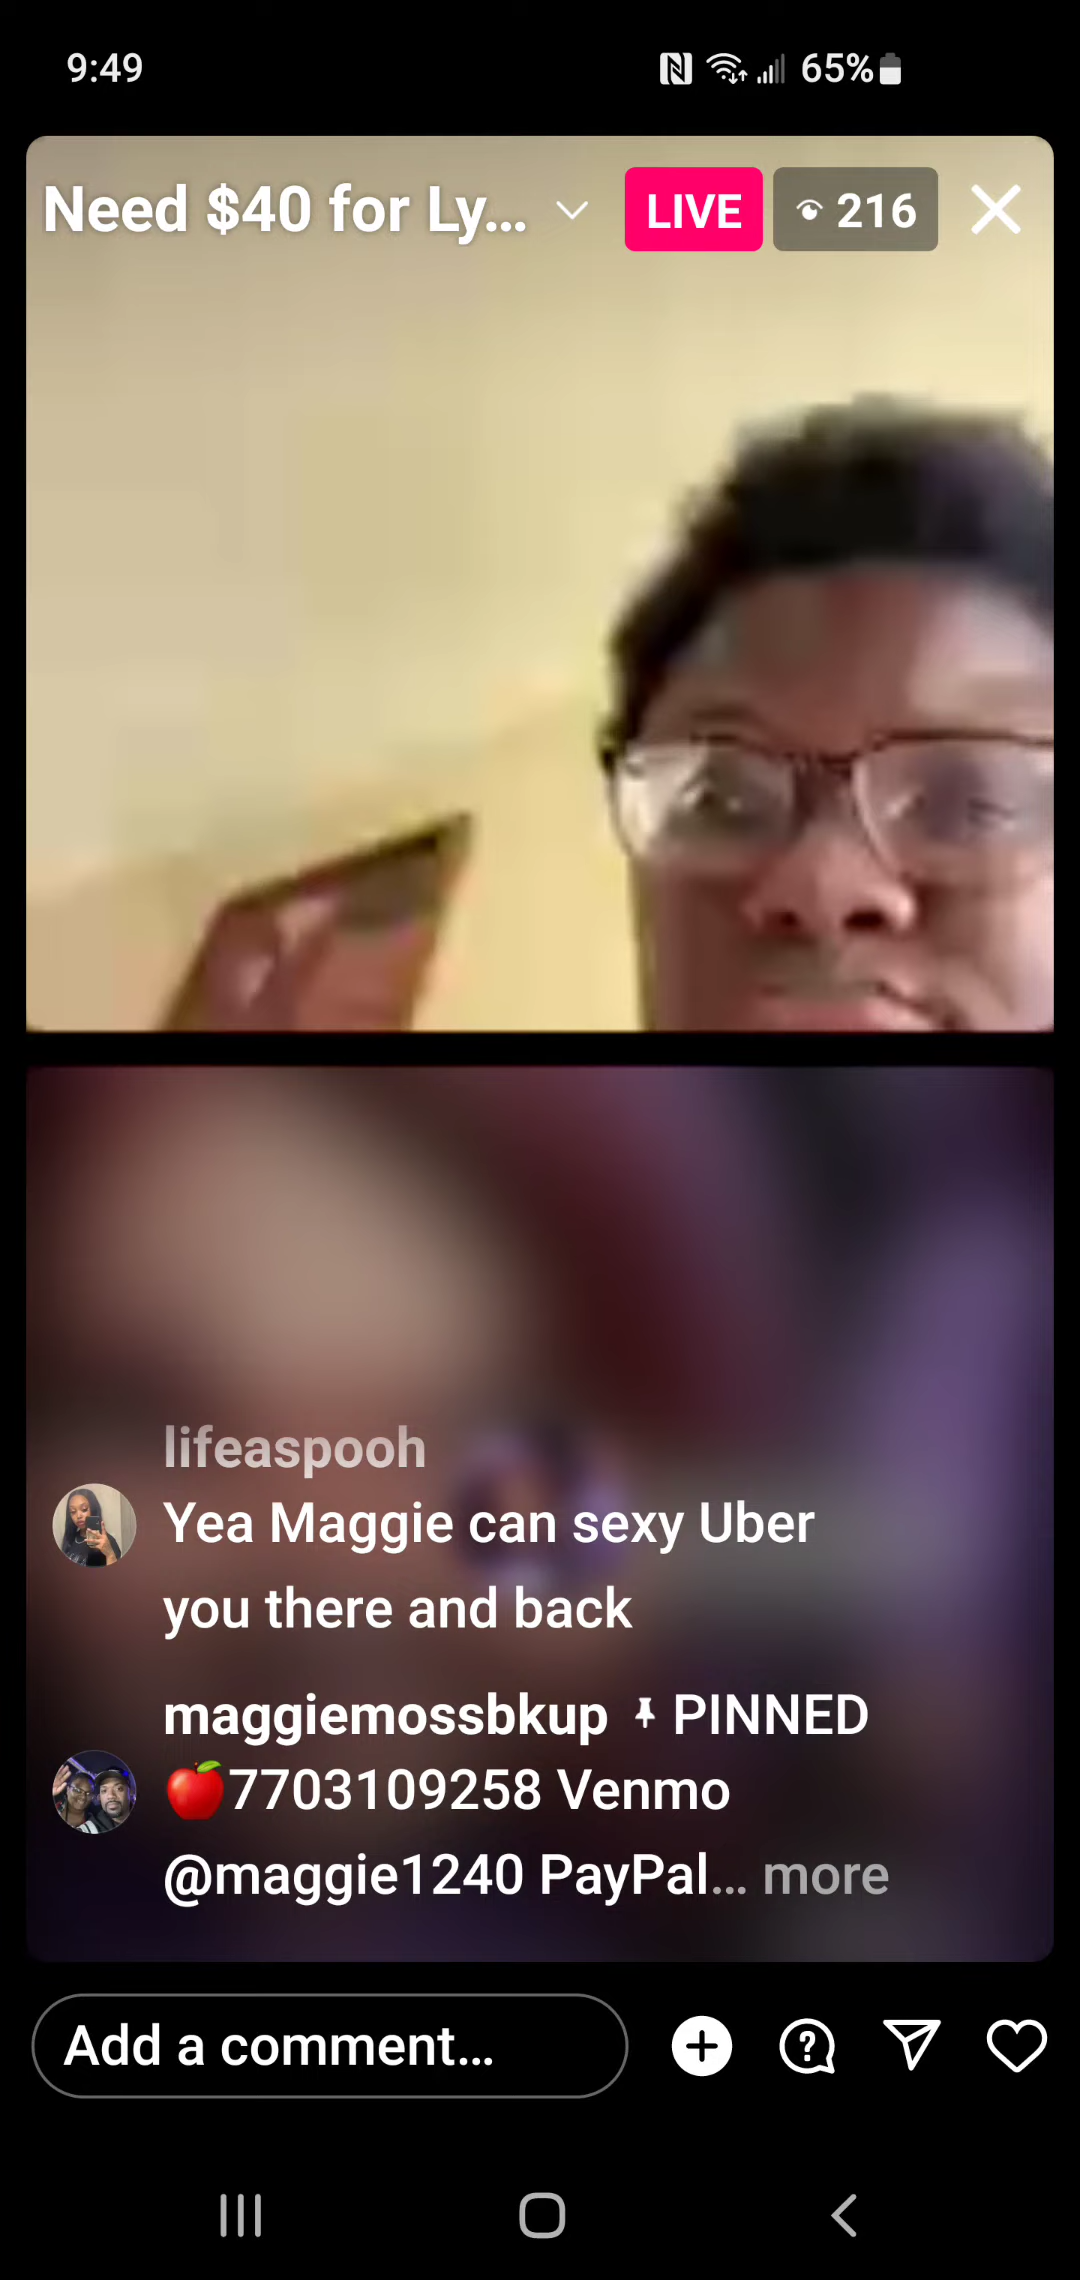 9:49 65%
Need $40 for Ly... LIVE 216
lifeaspooh
Yea Maggie can sexy Uber
you there and back
maggiemossbkup PINNED
🍎7703109258 Venmo
@maggie1240 PayPal... more
Add a comment...